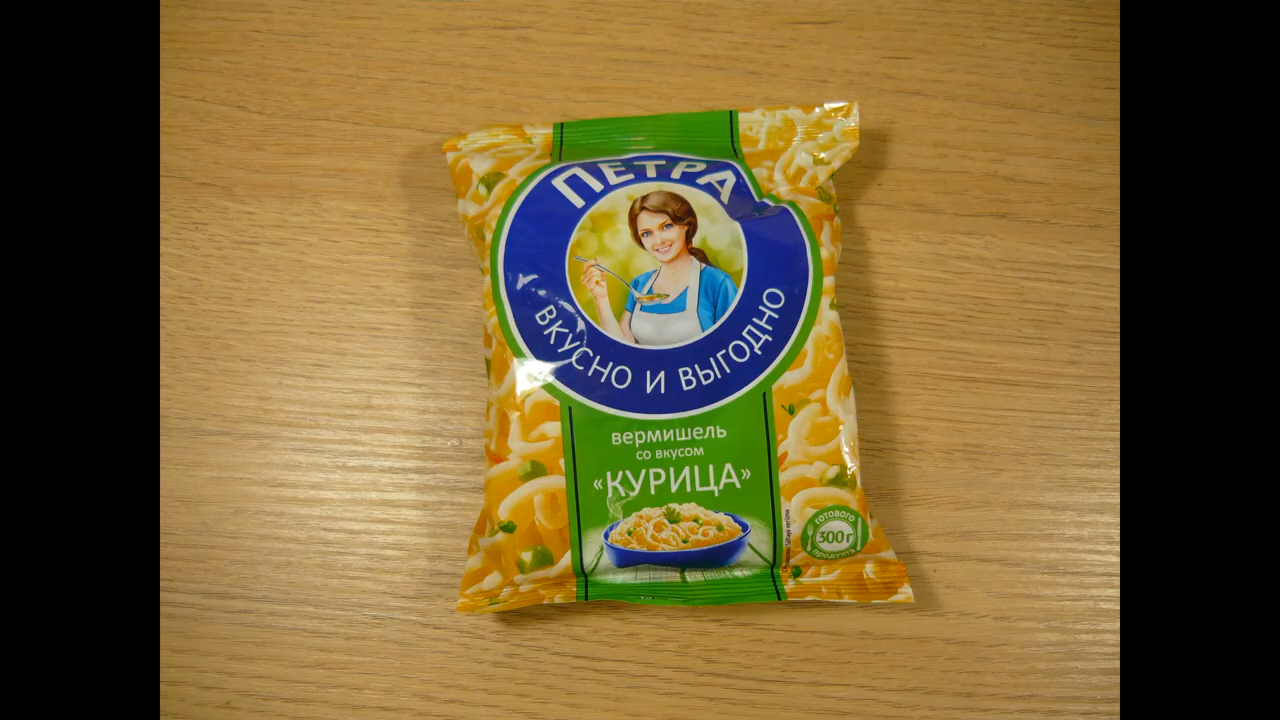 ПЕТРА
ВКУСНО И ВЫГОДНО
вермишель
со вкусом
«КУРИЦА»
готового
300 г
продукта